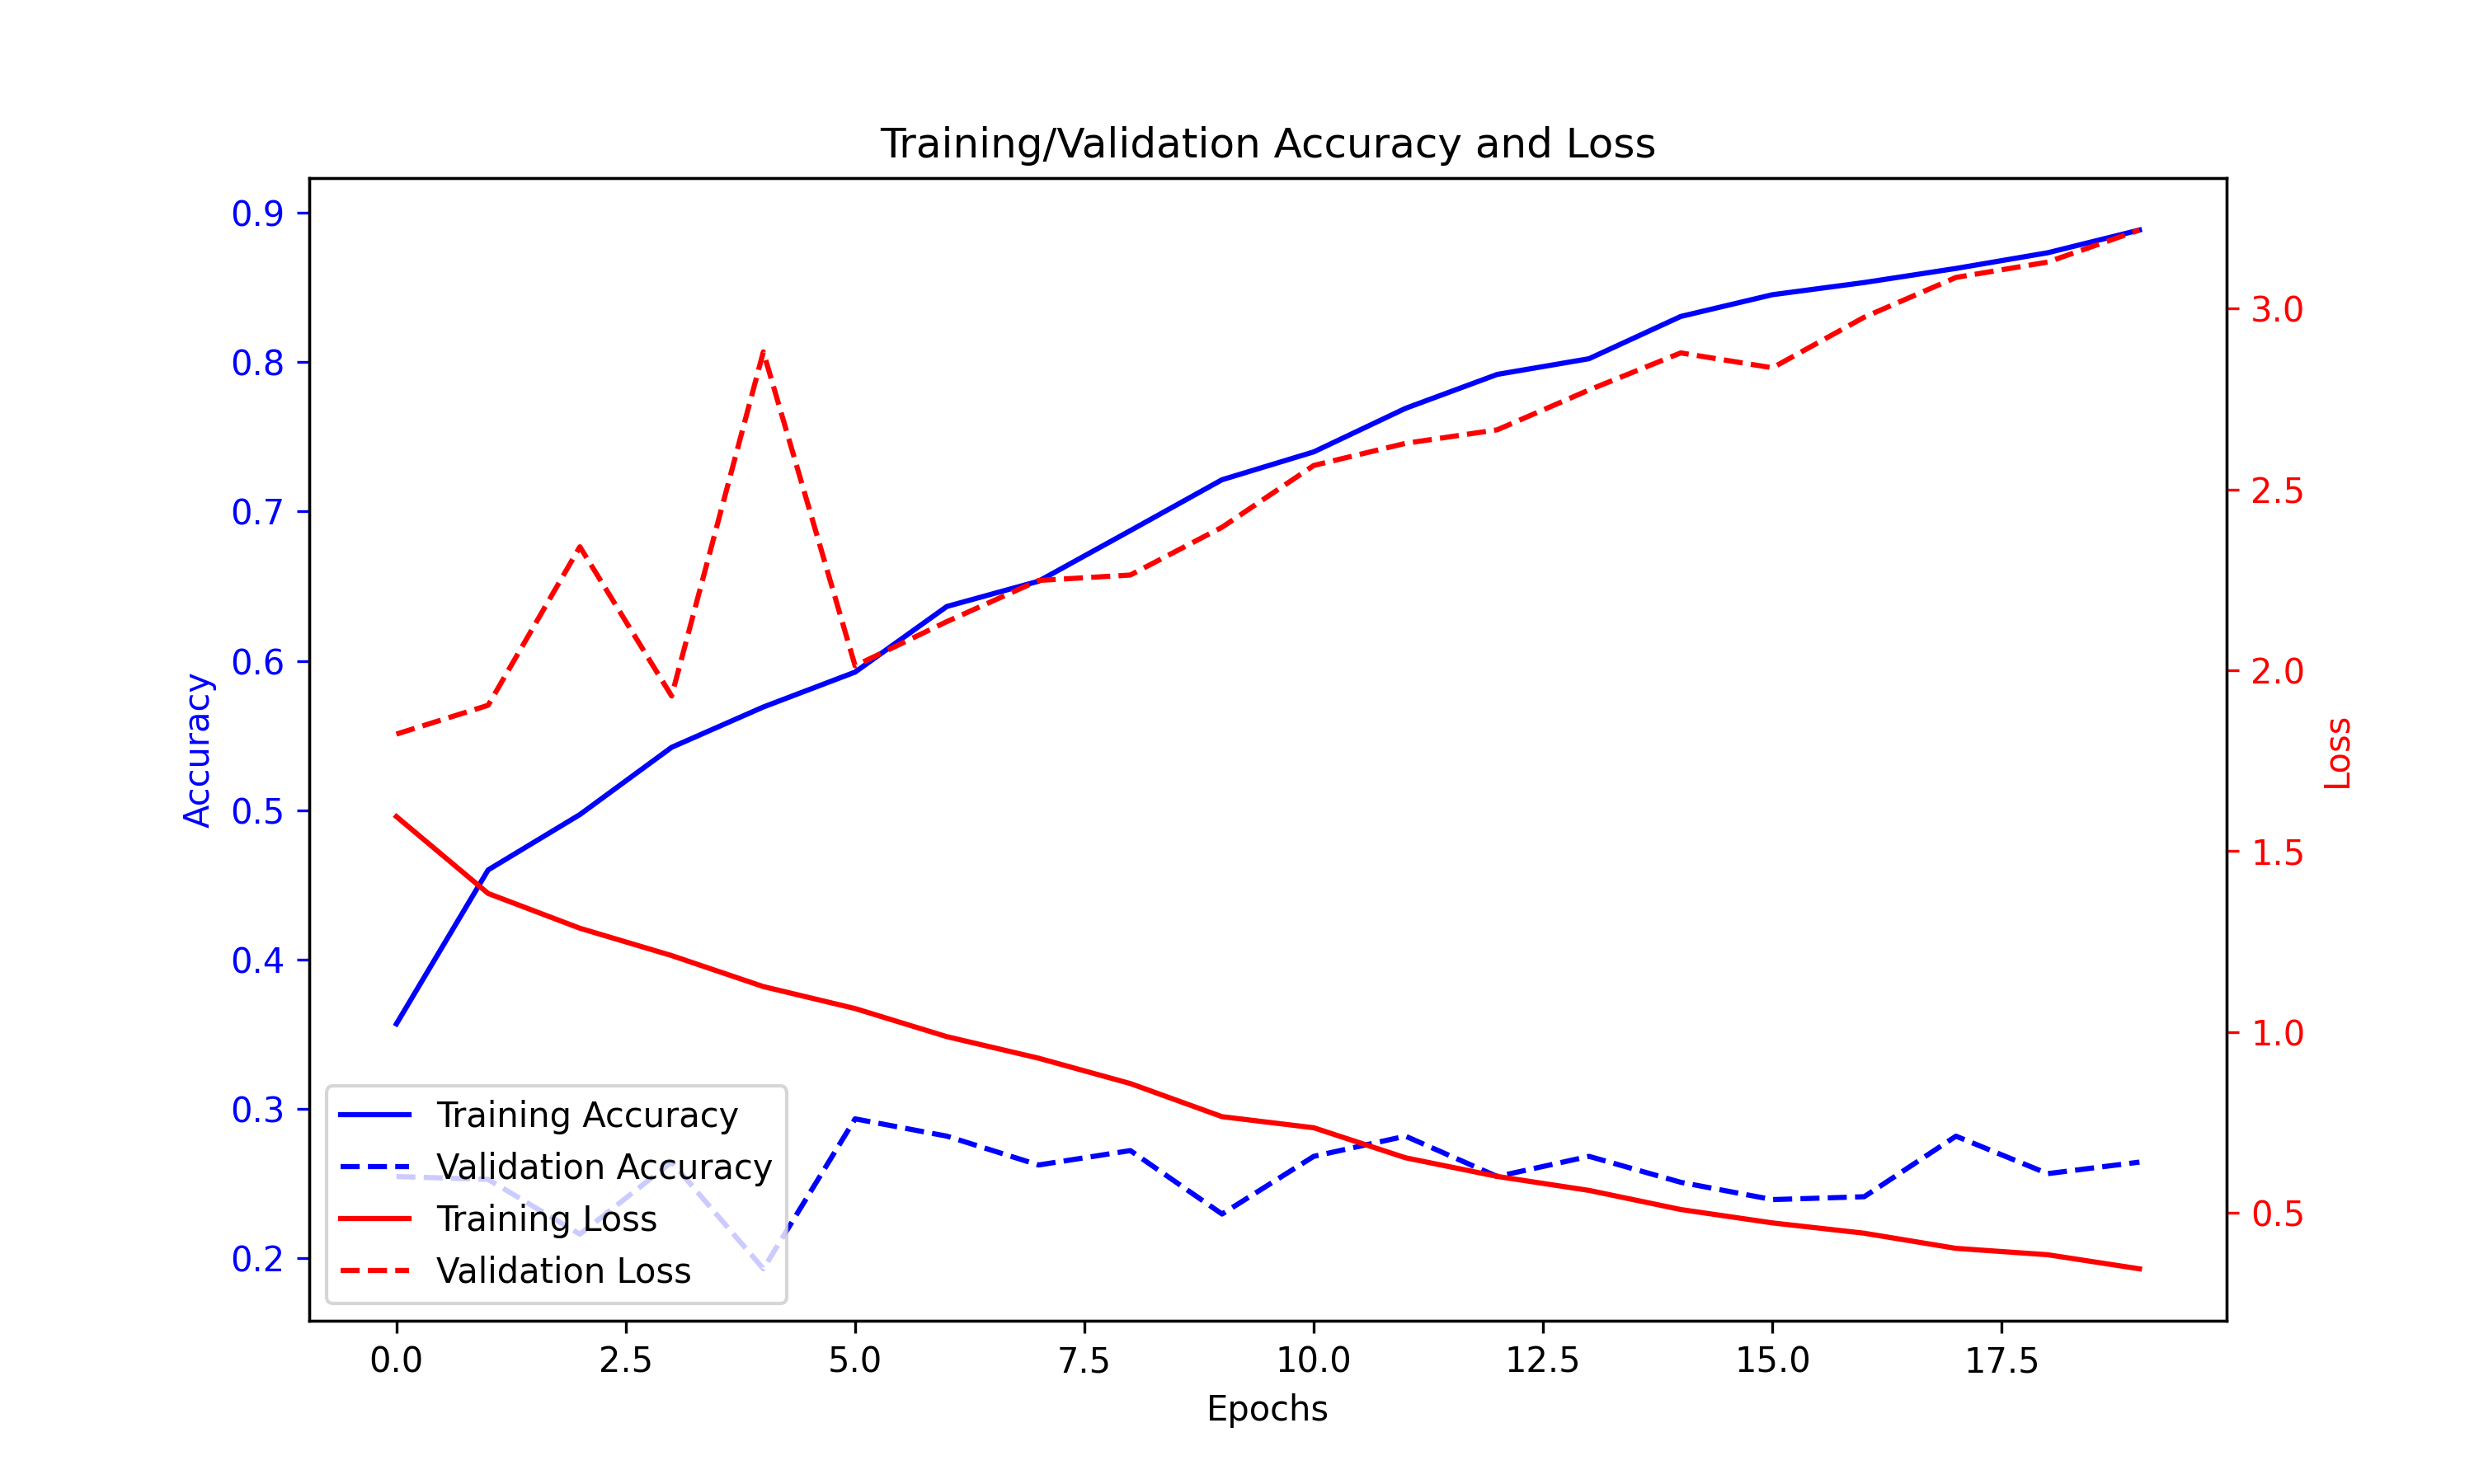 Training/Validation Accuracy and Loss
0.9
0.8
0.7
0.6
0.5
0.4
0.3
0.2
Accuracy
3.0
2.5
2.0
1.5
1.0
0.5
Loss
Training Accuracy
Validation Accuracy
Training Loss
Validation Loss
0.0 2.5 5.0 7.5 10.0 12.5 15.0 17.5
Epochs